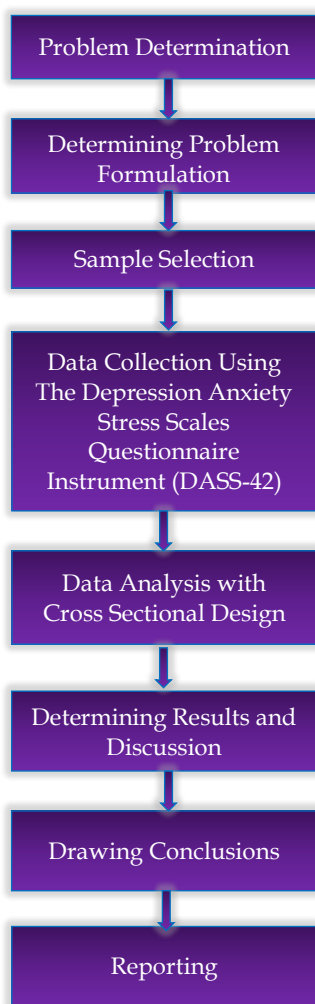 Problem Determination
Determining Problem
Formulation
Sample Selection
Data Collection Using
The Depression Anxiety
Stress Scales
Questionnaire
Instrument (DASS-42)
Data Analysis with
Cross Sectional Design
Determining Results and
Discussion
Drawing Conclusions
Reporting